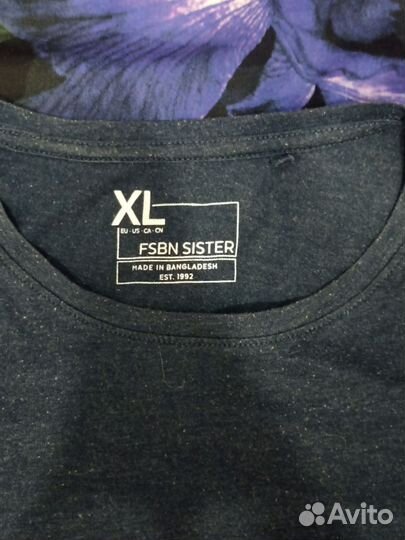 XL
EU · US · CA · CN
FSBN SISTER
MADE IN BANGLADESH
EST. 1992
Avito